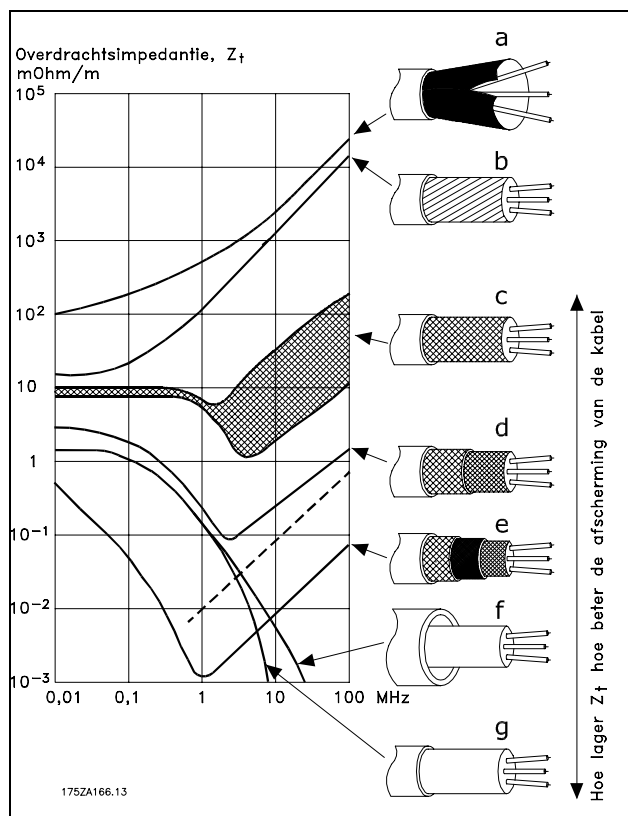 Overdrachtsimpedantie, Zt
mOhm/m
10⁵
10⁴
10³
10²
10
1
10⁻¹
10⁻²
10⁻³
0,01 0,1 1 10 100 MHz
a
b
c
d
e
f
g
Hoe lager Zt hoe beter de afscherming van de kabel
175ZA166.13